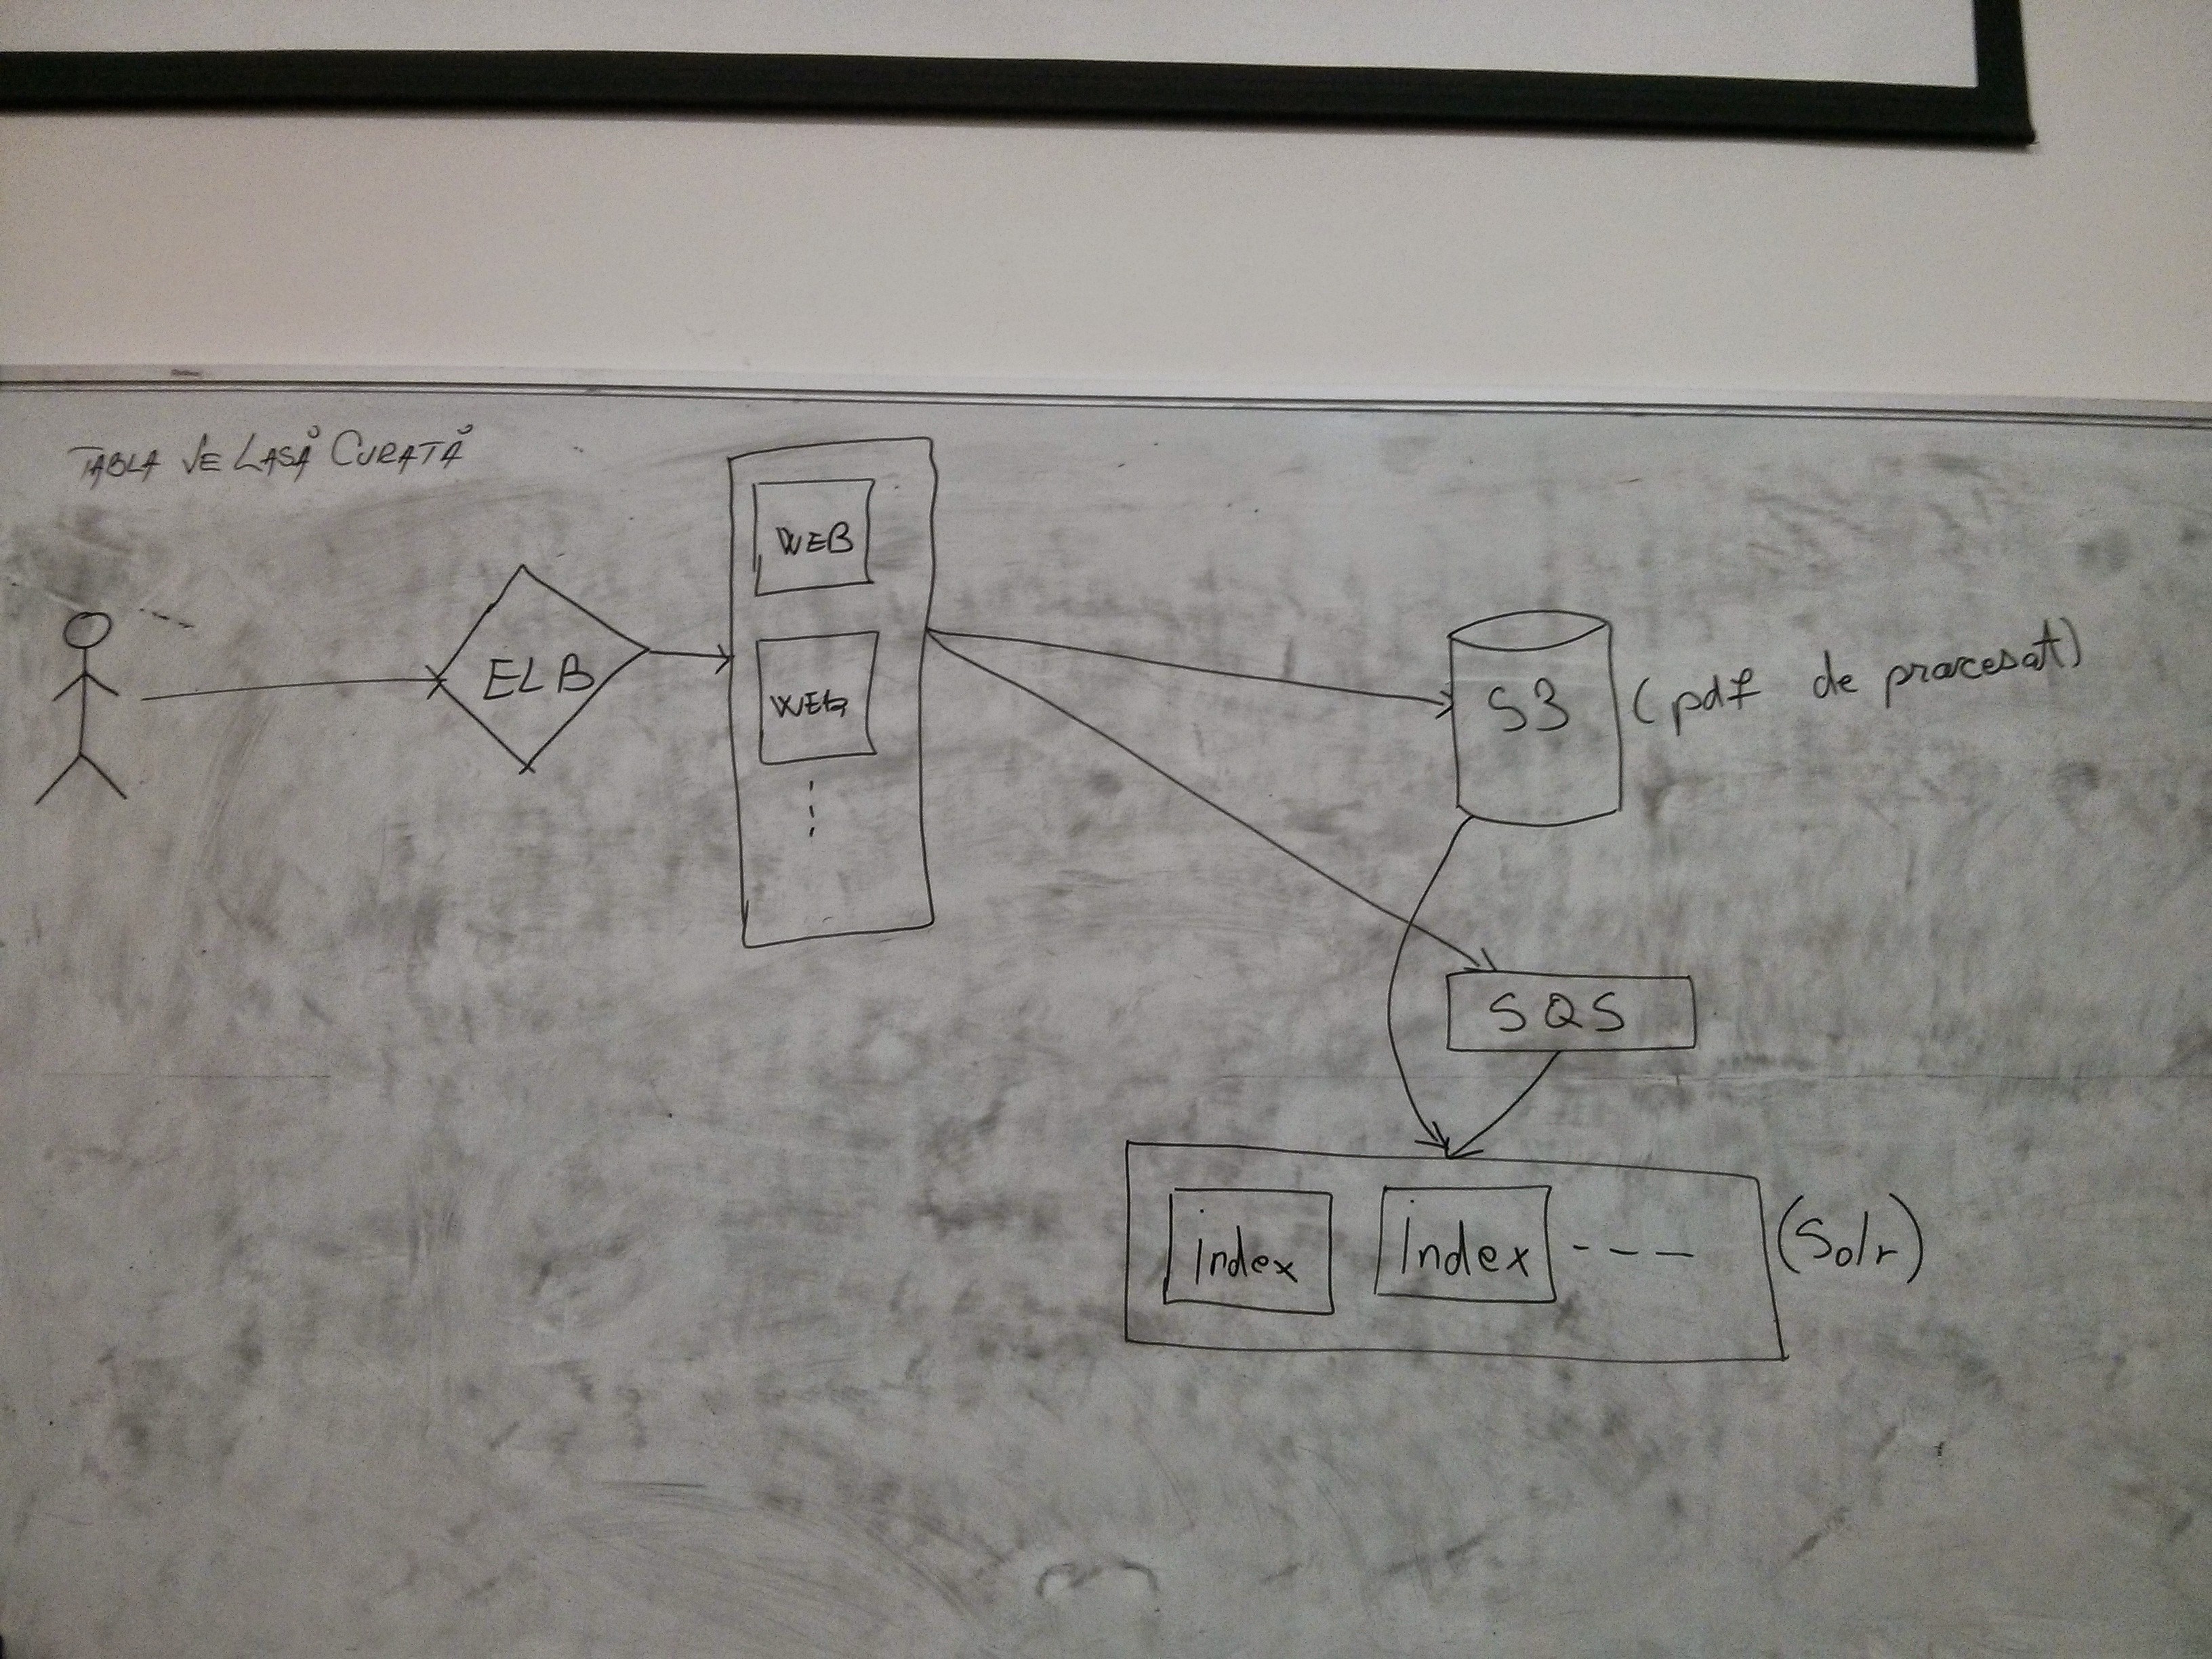 TABLA SE LASĂ CURATĂ
WEB
WEB
ELB
S3 (pdf de procesat)
SQS
index index (Solr)